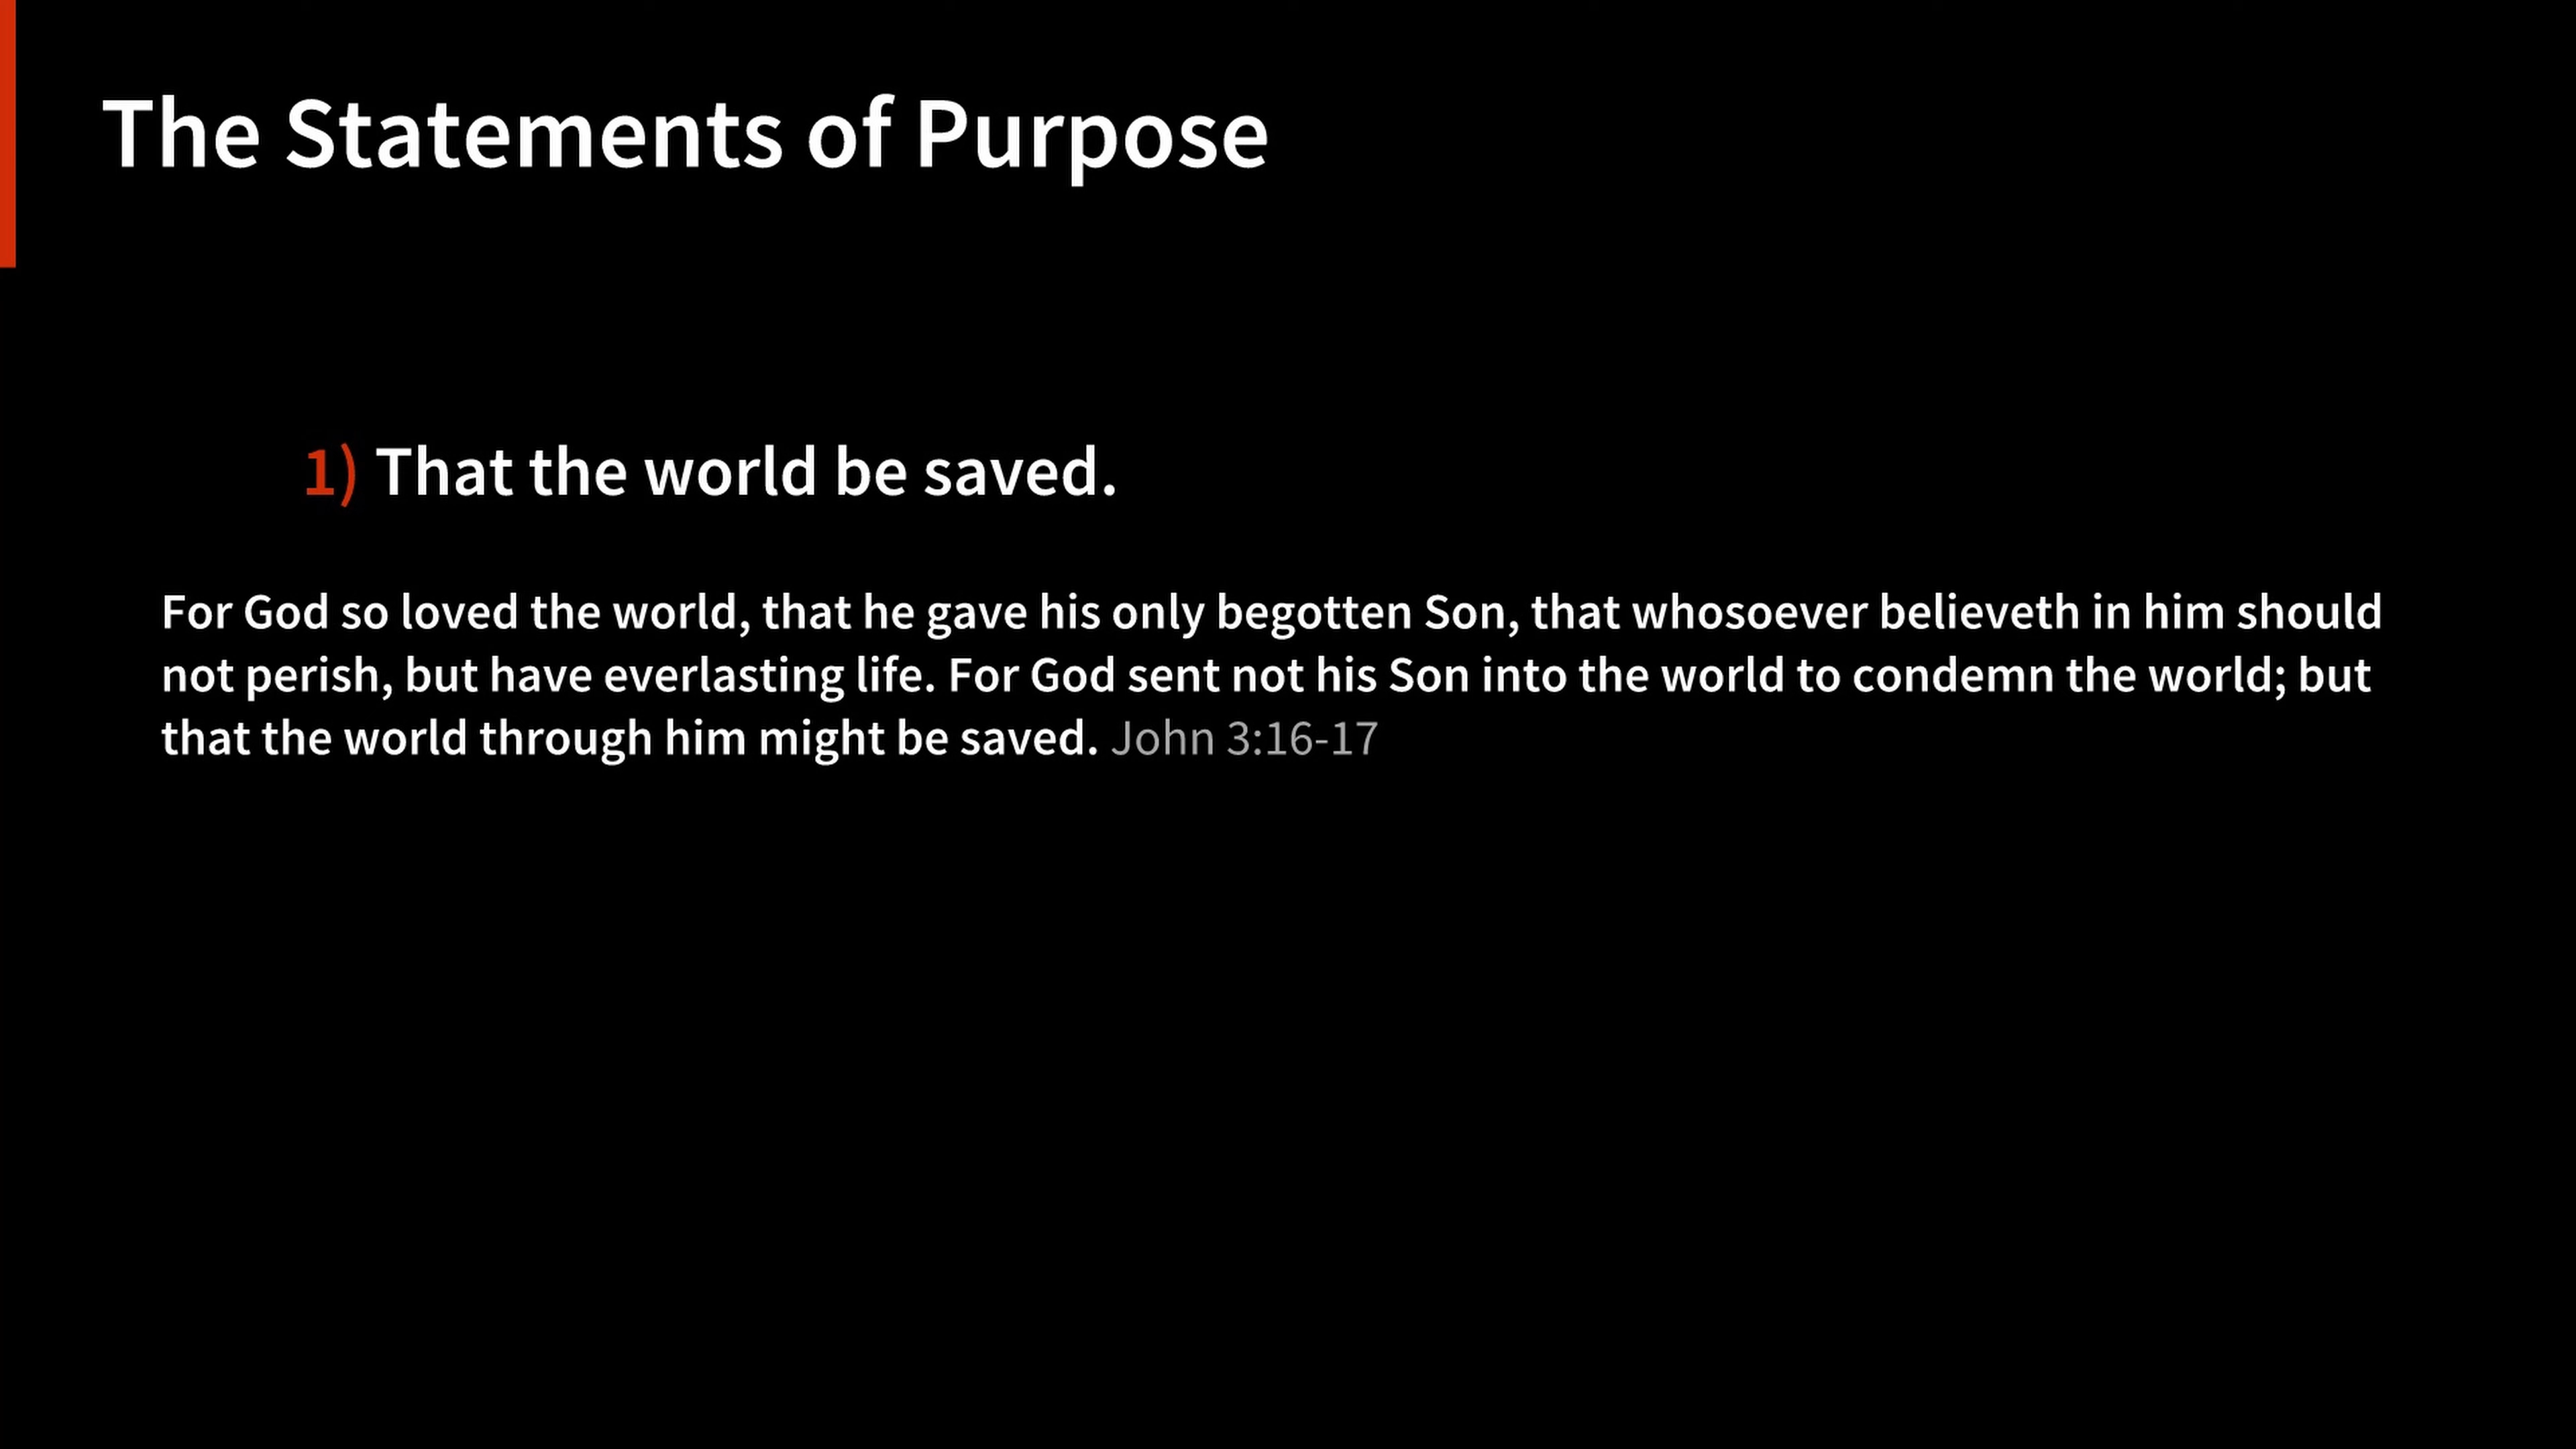 The Statements of Purpose
1) That the world be saved.
For God so loved the world, that he gave his only begotten Son, that whosoever believeth in him should
not perish, but have everlasting life. For God sent not his Son into the world to condemn the world; but
that the world through him might be saved. John 3:16-17